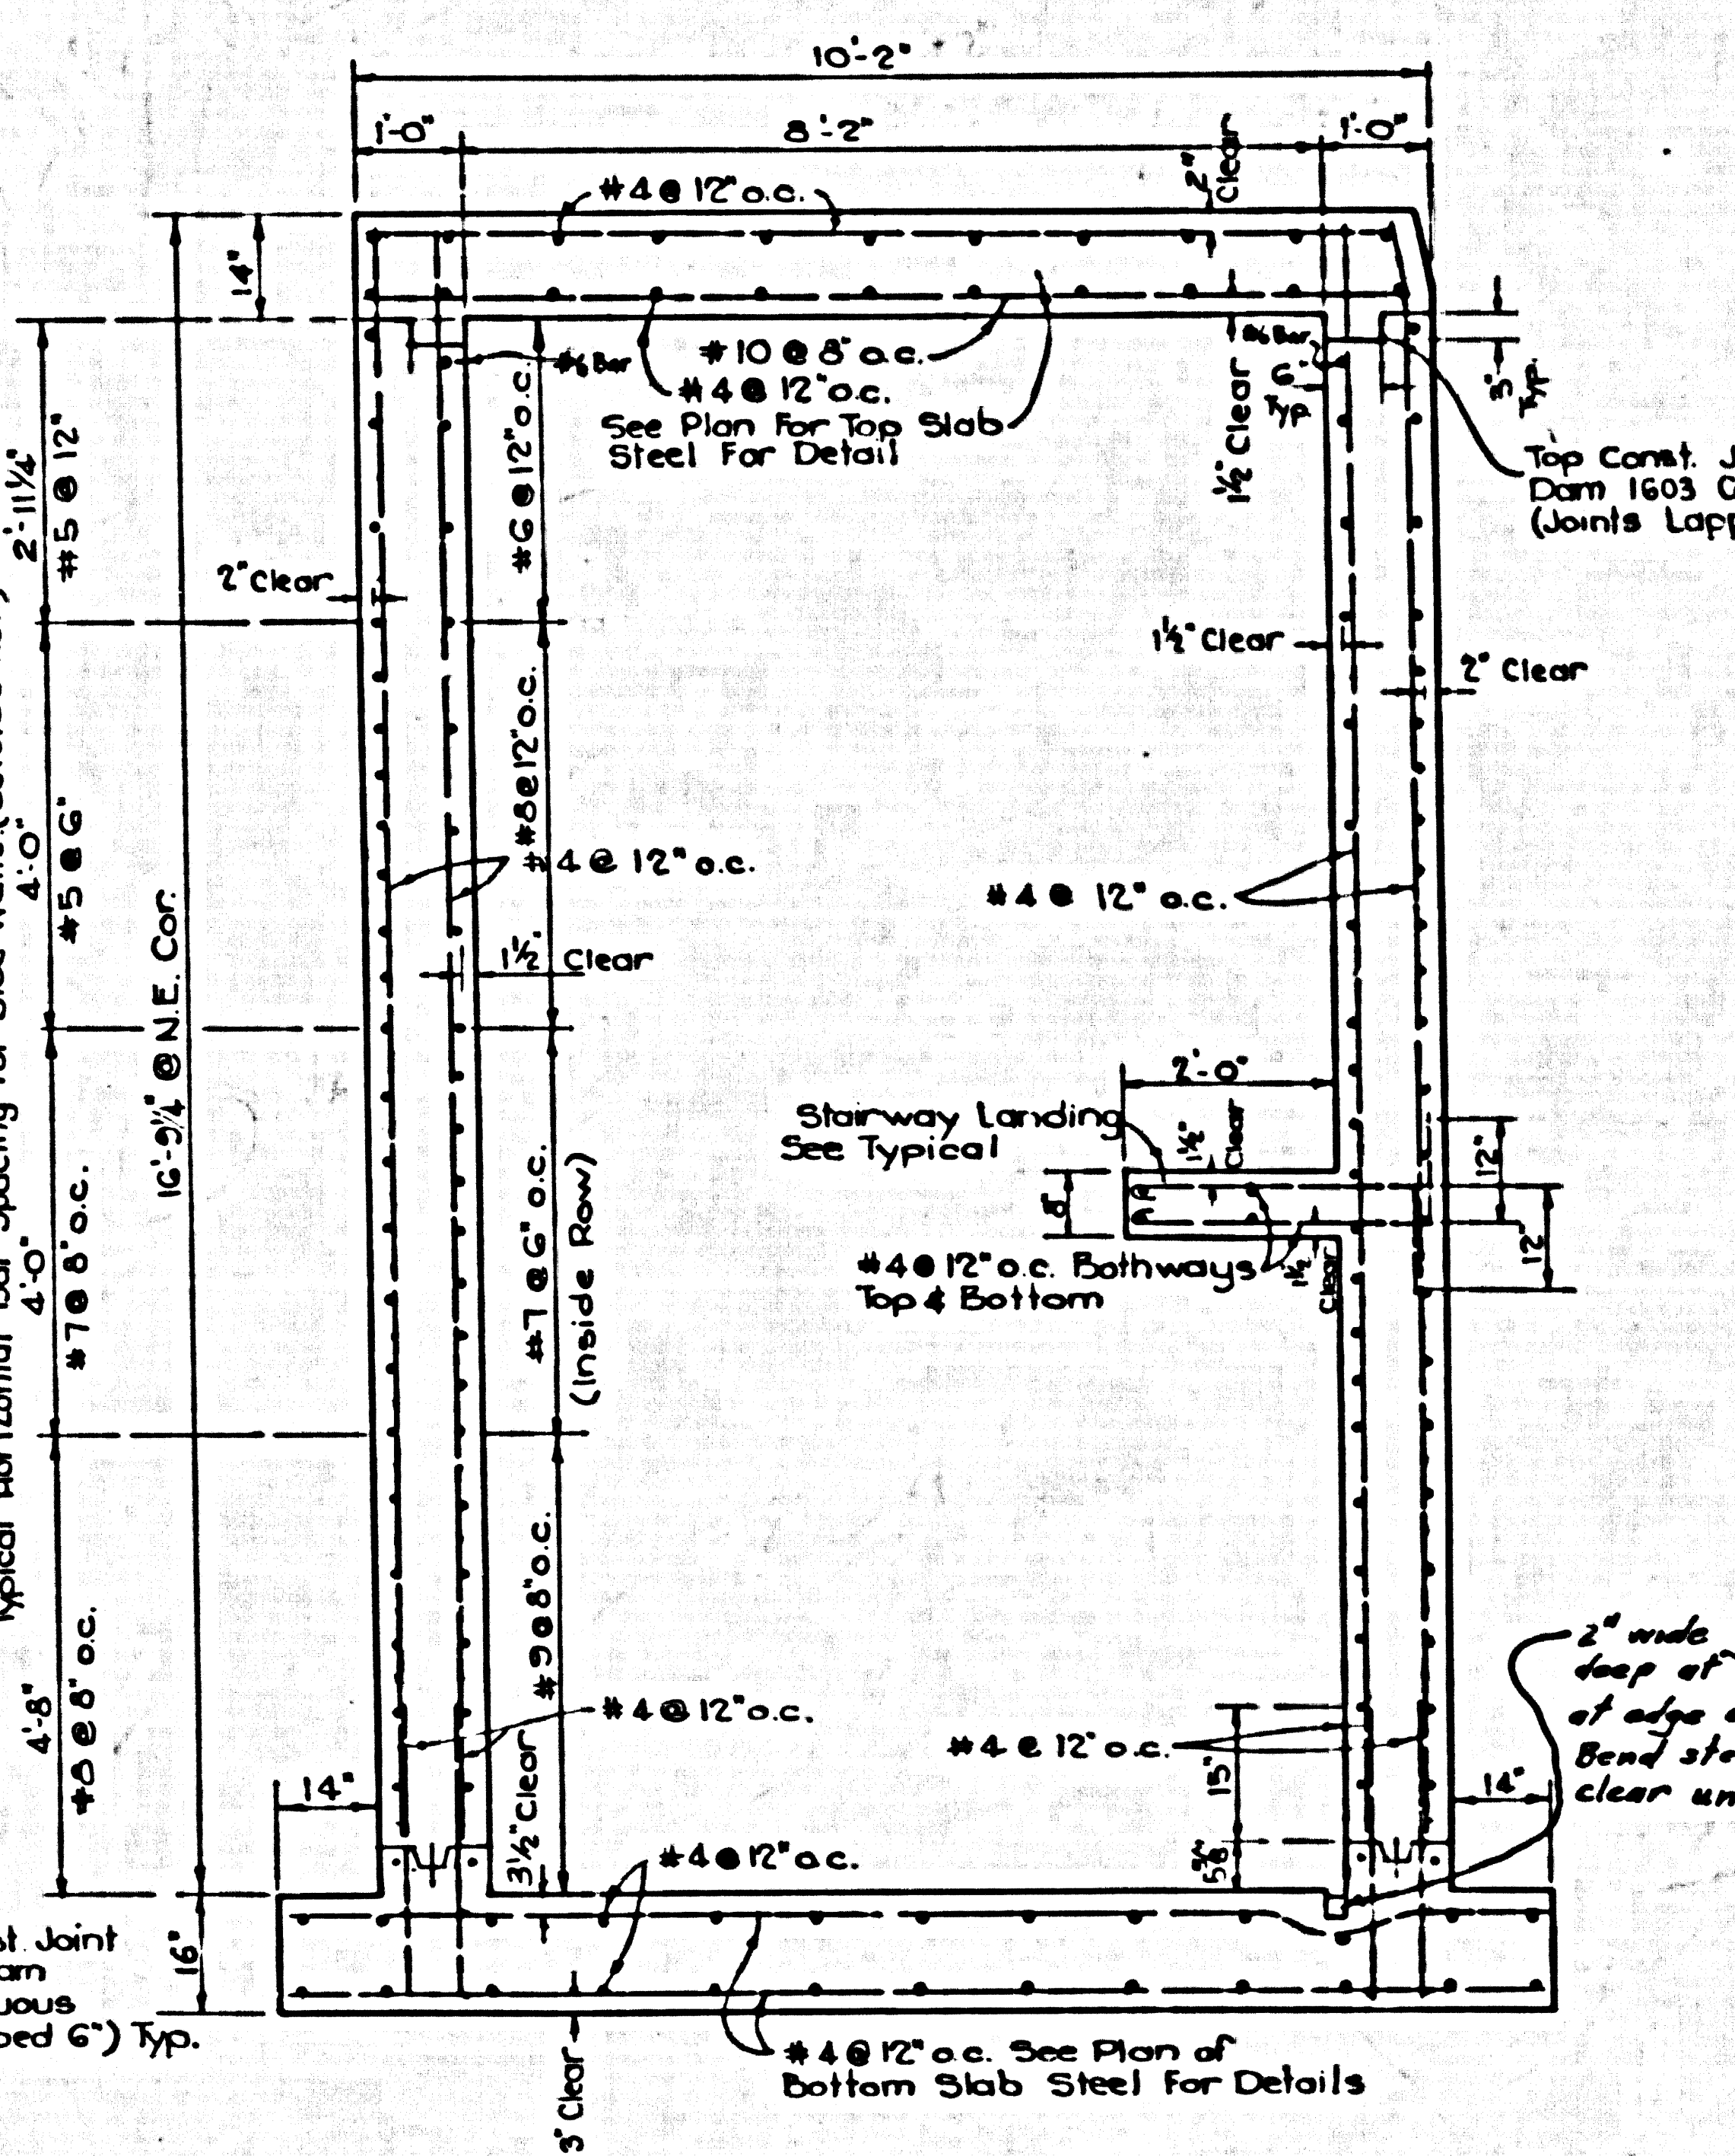 10'-2"
1'-0"
8'-2"
1'-0"
2" Clear
#4 @ 12" o.c.
14"
#6 Bar
#10 @ 8" o.c.
#4 @ 12" o.c.
See Plan For Top Slab
Steel For Detail
1½" Clear
#6 Bar
6"
Typ.
3"
Typ.
Top Const. J
Dam 1603 C
(Joints Lapp
2'-11¼"
#5 @ 12"
#6 @ 12" o.c.
2" Clear
1½" Clear
2" Clear
4'-0"
#5 @ 6"
#8 @ 12" o.c.
#4 @ 12" o.c.
#4 @ 12" o.c.
1½" Clear
16'-9¼" @ N.E. Cor.
Typical Horizontal Bar Spacing For
4'-0"
#7 @ 8" o.c.
#7 @ 6" o.c.
(Inside Row)
2'-0"
Stairway Landing
See Typical
1½" Clear
8"
12"
12"
#4 @ 12" o.c. Bothways
Top & Bottom
1½" Clear
4'-8"
#8 @ 8" o.c.
#9 @ 8" o.c.
#4 @ 12" o.c.
#4 @ 12" o.c.
15"
2" wide
deep at
at edge
Bend ste
clear un
14"
14"
3½" Clear
#4 @ 12" o.c.
5⅝"
st. Joint
am
uous
ped 6") Typ.
16"
#4 @ 12" o.c. See Plan of
Bottom Slab Steel For Details
3" Clear